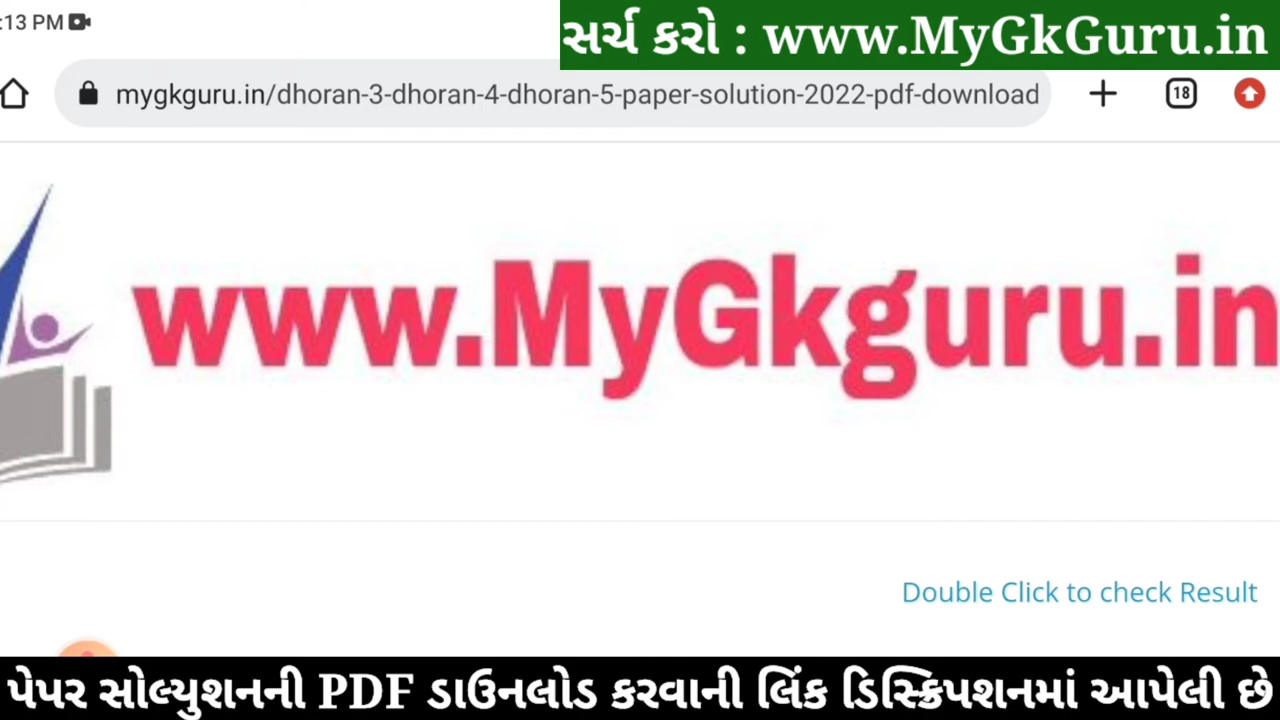 :13 PM
સર્ચ કરો : www.MyGkGuru.in
mygkguru.in/dhoran-3-dhoran-4-dhoran-5-paper-solution-2022-pdf-download
18
www.MyGkguru.in
Double Click to check Result
પેપર સોલ્યુશનની PDF ડાઉનલોડ કરવાની લિંક ડિસ્ક્રિપશનમાં આપેલી છે